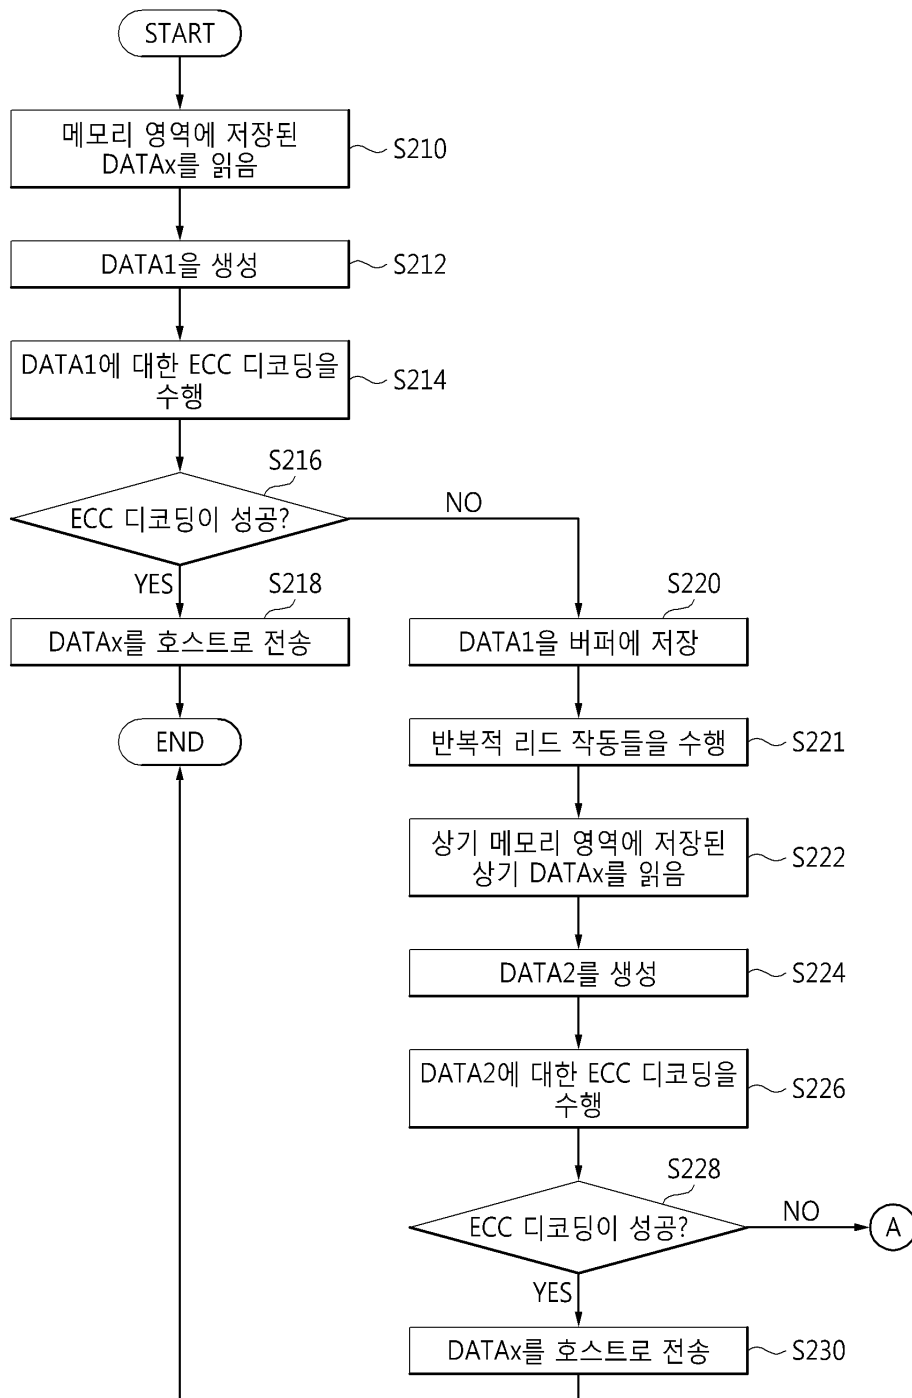 START
메모리 영역에 저장된
DATAx를 읽음
S210
DATA1을 생성
S212
DATA1에 대한 ECC 디코딩을
수행
S214
S216
ECC 디코딩이 성공?
NO
YES
S218
DATAx를 호스트로 전송
END
S220
DATA1을 버퍼에 저장
반복적 리드 작동들을 수행
S221
상기 메모리 영역에 저장된
상기 DATAx를 읽음
S222
DATA2를 생성
S224
DATA2에 대한 ECC 디코딩을
수행
S226
S228
ECC 디코딩이 성공?
NO
A
YES
DATAx를 호스트로 전송
S230